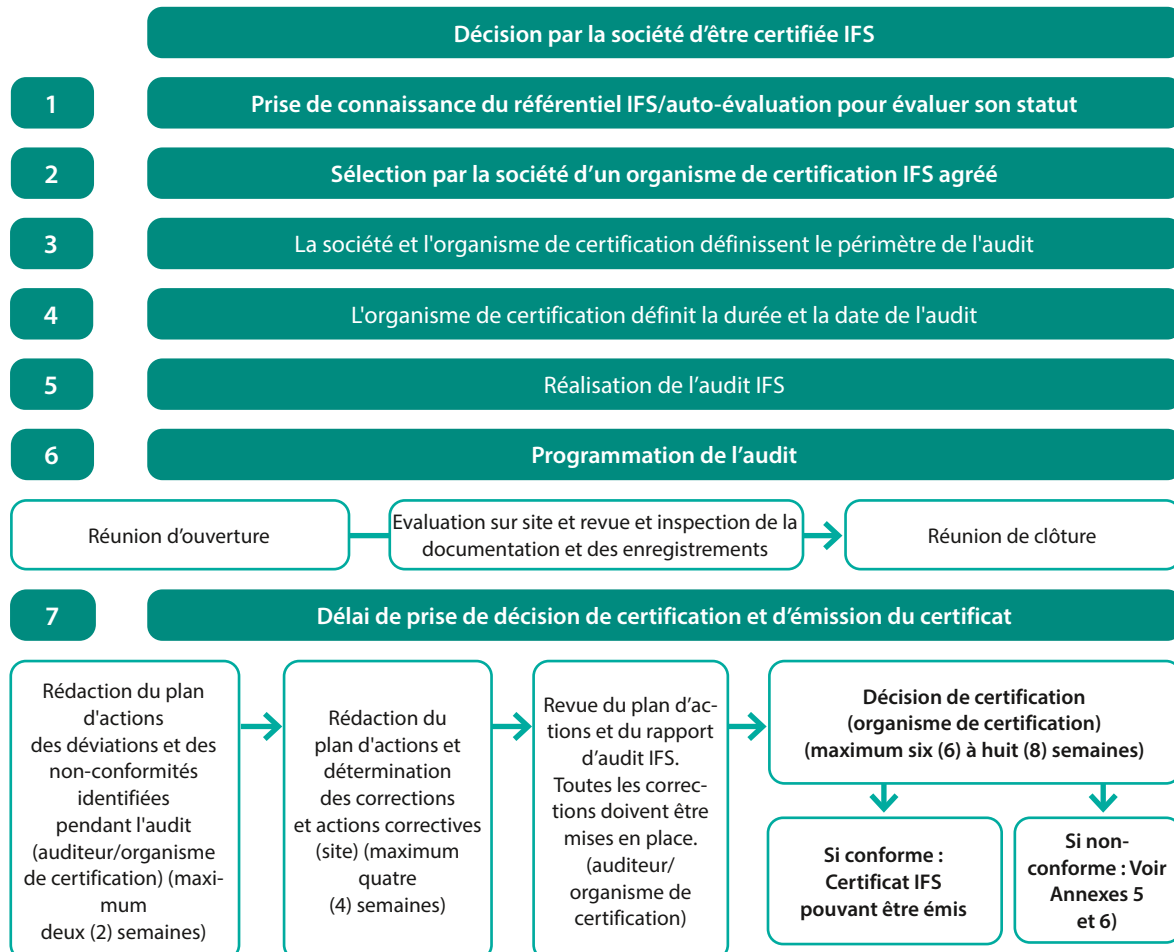 Décision par la société d’être certifiée IFS
1
Prise de connaissance du référentiel IFS/auto-évaluation pour évaluer son statut
2
Sélection par la société d’un organisme de certification IFS agréé
3
La société et l'organisme de certification définissent le périmètre de l'audit
4
L'organisme de certification définit la durée et la date de l'audit
5
Réalisation de l’audit IFS
6
Programmation de l’audit
Réunion d’ouverture
Evaluation sur site et revue et inspection de la
documentation et des enregistrements
Réunion de clôture
7
Délai de prise de décision de certification et d’émission du certificat
Rédaction du plan
d'actions
des déviations et des
non-conformités
identifiées
pendant l'audit
(auditeur/organisme
de certification) (maxi-
mum
deux (2) semaines)
Rédaction du
plan d'actions et
détermination
des corrections
et actions correctives
(site) (maximum
quatre
(4) semaines)
Revue du plan d’ac-
tions et du rapport
d’audit IFS.
Toutes les correc-
tions doivent être
mises en place.
(auditeur/
organisme de
certification)
Décision de certification
(organisme de certification)
(maximum six (6) à huit (8) semaines)
Si conforme :
Certificat IFS
pouvant être émis
Si non-
conforme : Voir
Annexes 5
et 6)